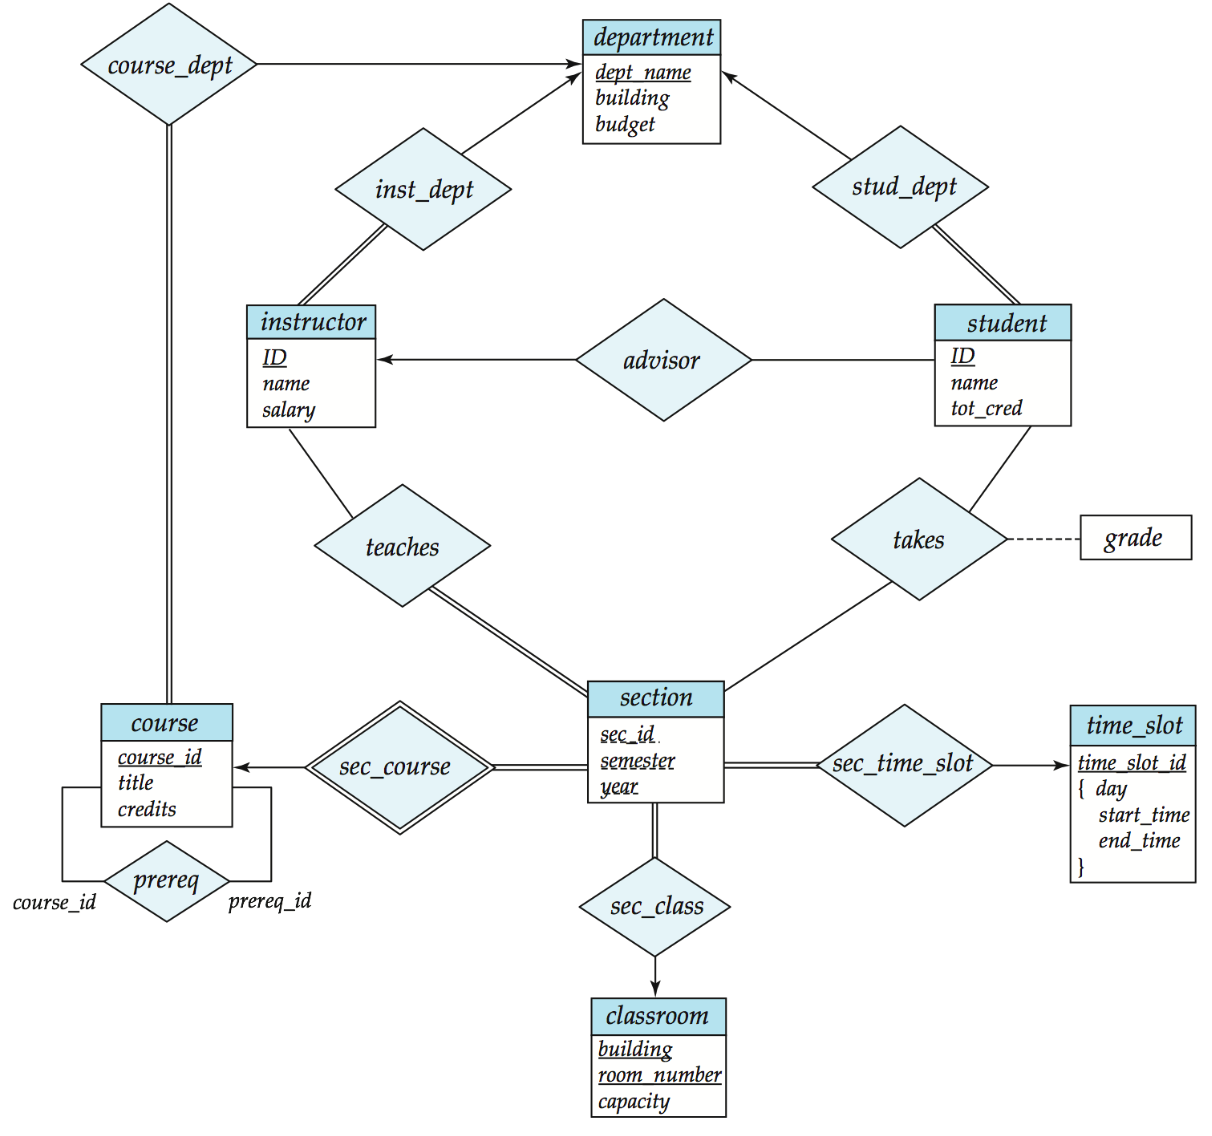 department
dept_name
building
budget
course_dept
inst_dept
stud_dept
instructor
ID
name
salary
advisor
student
ID
name
tot_cred
teaches
takes
grade
section
sec_id
semester
year
course
course_id
title
credits
sec_course
sec_time_slot
time_slot
time_slot_id
{ day
start_time
end_time
}
prereq
course_id
prereq_id
sec_class
classroom
building
room_number
capacity